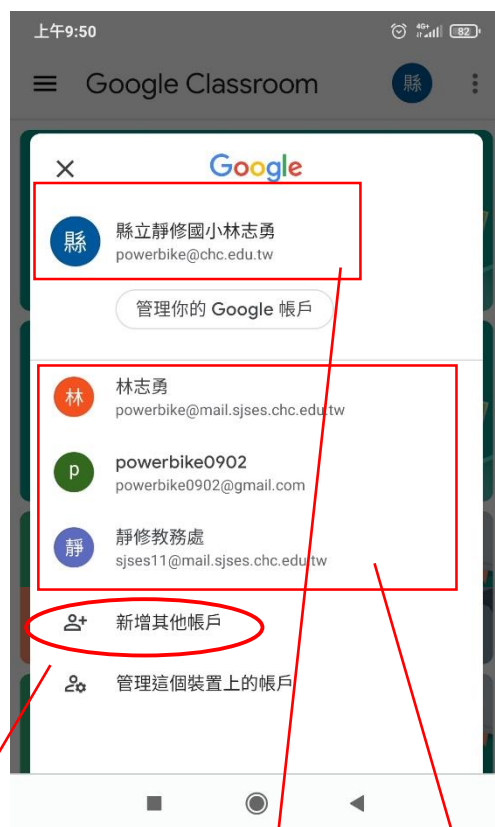 上午9:50
4G+
82
Google Classroom
縣
Google
縣
縣立靜修國小林志勇
powerbike@chc.edu.tw
管理你的 Google 帳戶
林
林志勇
powerbike@mail.sjses.chc.edu.tw
p
powerbike0902
powerbike0902@gmail.com
靜
靜修教務處
sjses11@mail.sjses.chc.edu.tw
新增其他帳戶
管理這個裝置上的帳戶